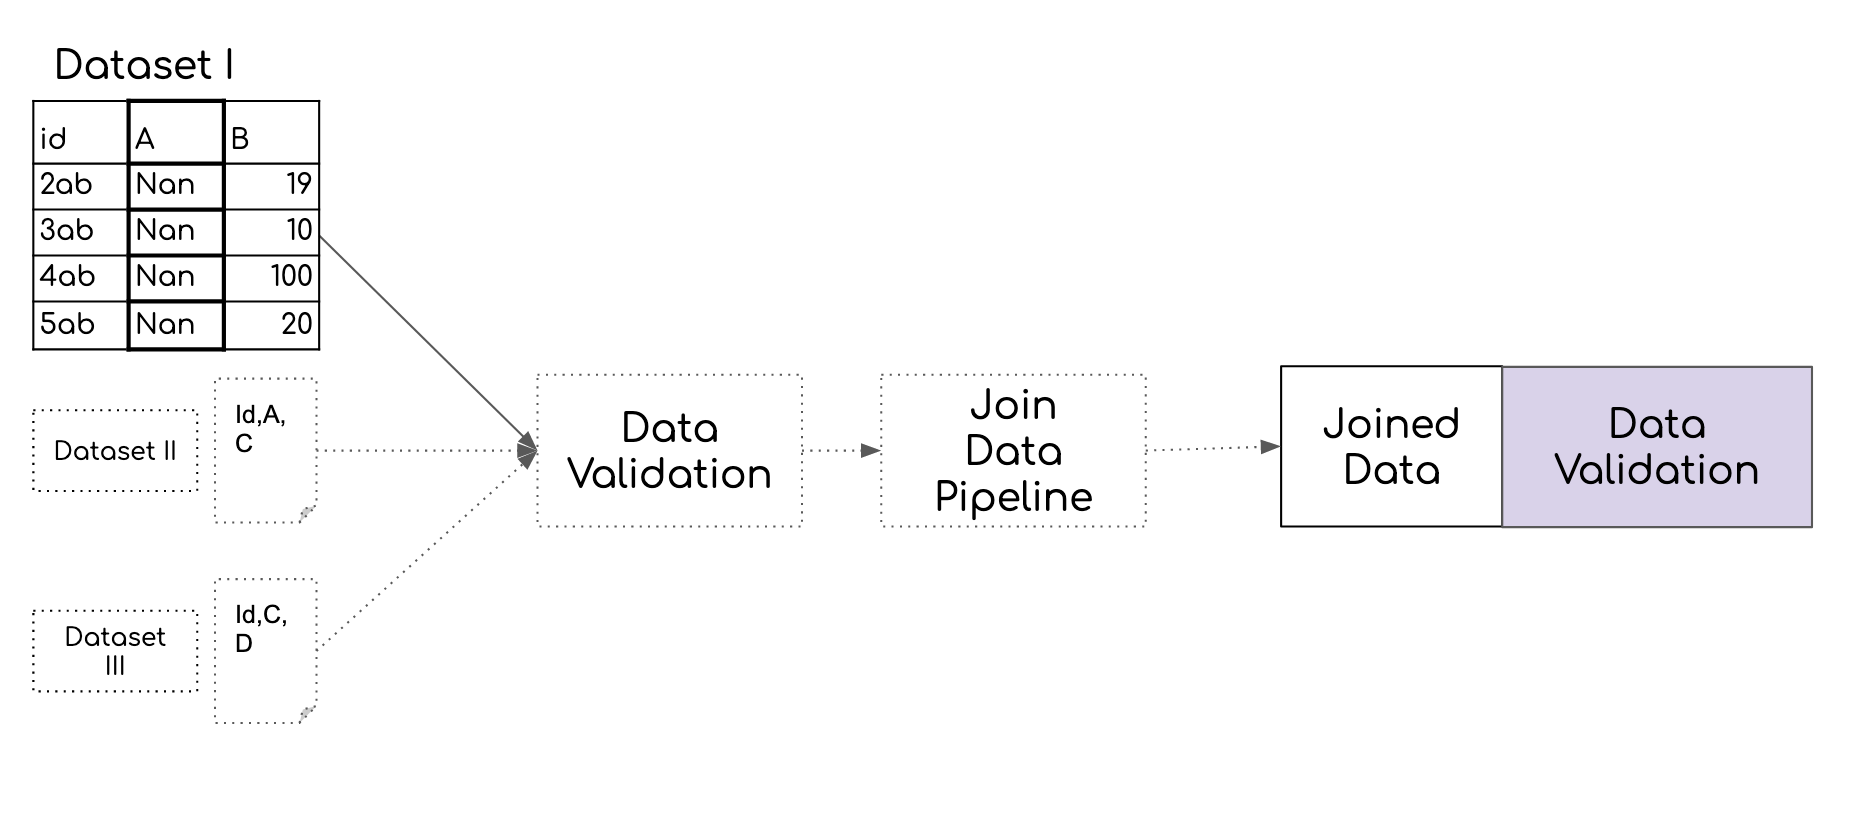 Dataset I
id A B
2ab Nan 19
3ab Nan 10
4ab Nan 100
5ab Nan 20
Id,A,
C
Dataset II
Data
Validation
Join
Data
Pipeline
Joined
Data
Data
Validation
Id,C,
D
Dataset
III